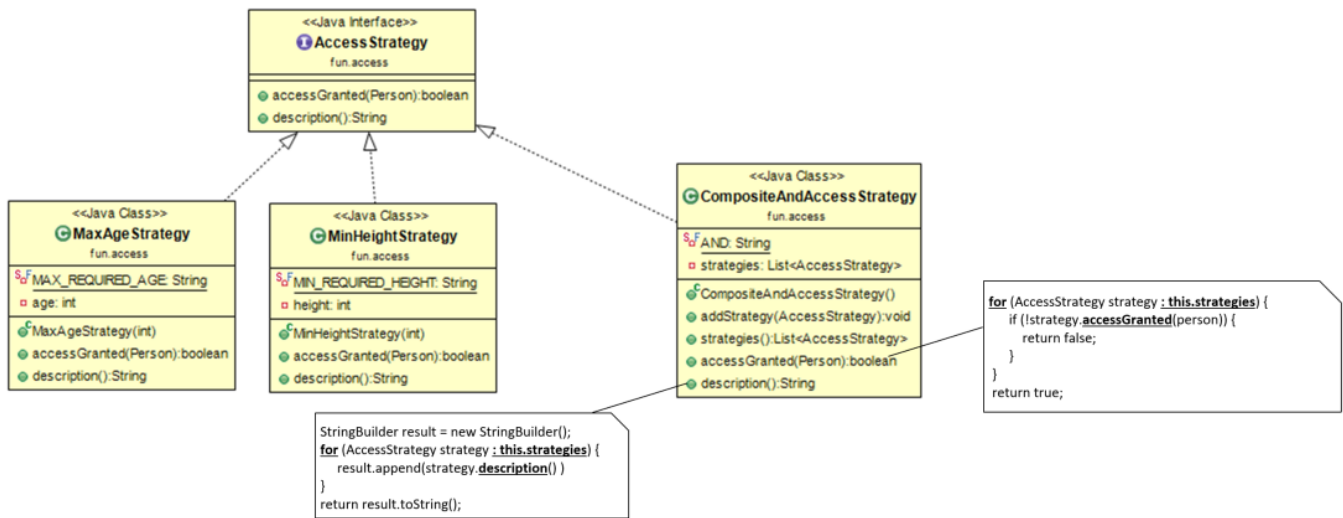 <<Java Interface>>
AccessStrategy
fun.access
accessGranted(Person):boolean
description():String
<<Java Class>>
MaxAgeStrategy
fun.access
MAX_REQUIRED_AGE: String
age: int
MaxAgeStrategy(int)
accessGranted(Person):boolean
description():String
<<Java Class>>
MinHeightStrategy
fun.access
MIN_REQUIRED_HEIGHT: String
height: int
MinHeightStrategy(int)
accessGranted(Person):boolean
description():String
<<Java Class>>
CompositeAndAccessStrategy
fun.access
AND: String
strategies: List<AccessStrategy>
CompositeAndAccessStrategy()
addStrategy(AccessStrategy):void
strategies():List<AccessStrategy>
accessGranted(Person):boolean
description():String
for (AccessStrategy strategy : this.strategies) {
if (!strategy.accessGranted(person)) {
return false;
}
}
return true;
StringBuilder result = new StringBuilder();
for (AccessStrategy strategy : this.strategies) {
result.append(strategy.description() )
}
return result.toString();